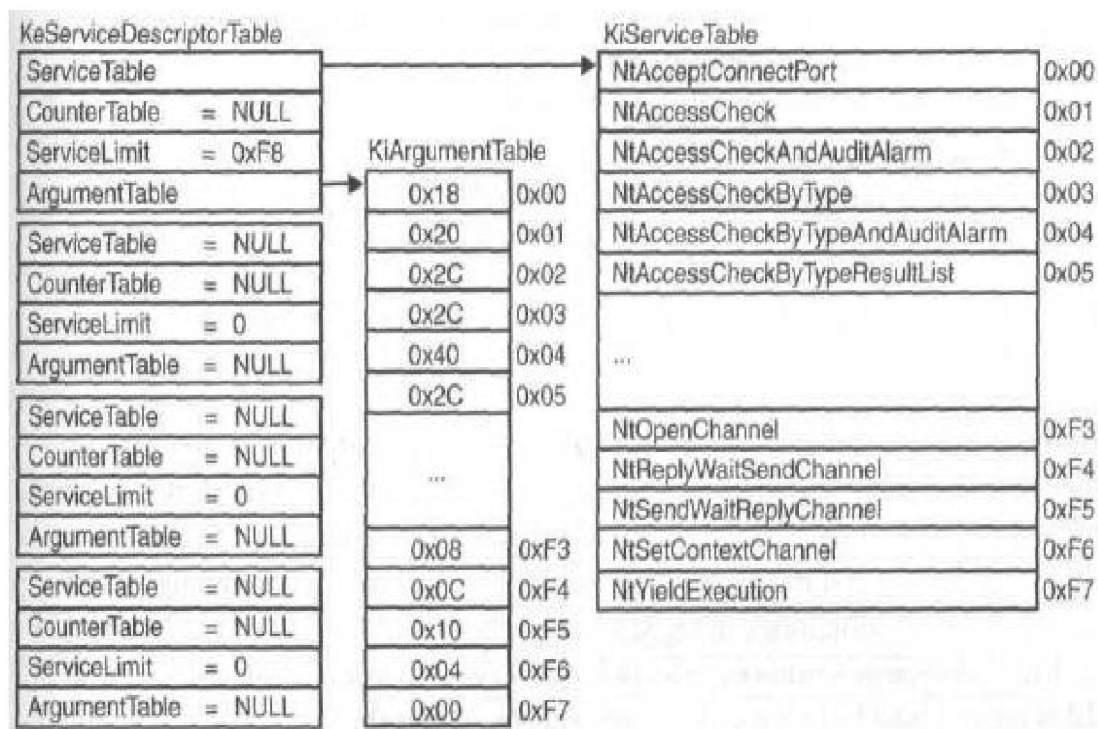 KeServiceDescriptorTable
ServiceTable
CounterTable = NULL
ServiceLimit = 0xF8
ArgumentTable
ServiceTable = NULL
CounterTable = NULL
ServiceLimit = 0
ArgumentTable = NULL
ServiceTable = NULL
CounterTable = NULL
ServiceLimit = 0
ArgumentTable = NULL
ServiceTable = NULL
CounterTable = NULL
ServiceLimit = 0
ArgumentTable = NULL
KiArgumentTable
0x18 0x00
0x20 0x01
0x2C 0x02
0x2C 0x03
0x40 0x04
0x2C 0x05
...
0x08 0xF3
0x0C 0xF4
0x10 0xF5
0x04 0xF6
0x00 0xF7
KiServiceTable
NtAcceptConnectPort 0x00
NtAccessCheck 0x01
NtAccessCheckAndAuditAlarm 0x02
NtAccessCheckByType 0x03
NtAccessCheckByTypeAndAuditAlarm 0x04
NtAccessCheckByTypeResultList 0x05
...
NtOpenChannel 0xF3
NtReplyWaitSendChannel 0xF4
NtSendWaitReplyChannel 0xF5
NtSetContextChannel 0xF6
NtYieldExecution 0xF7